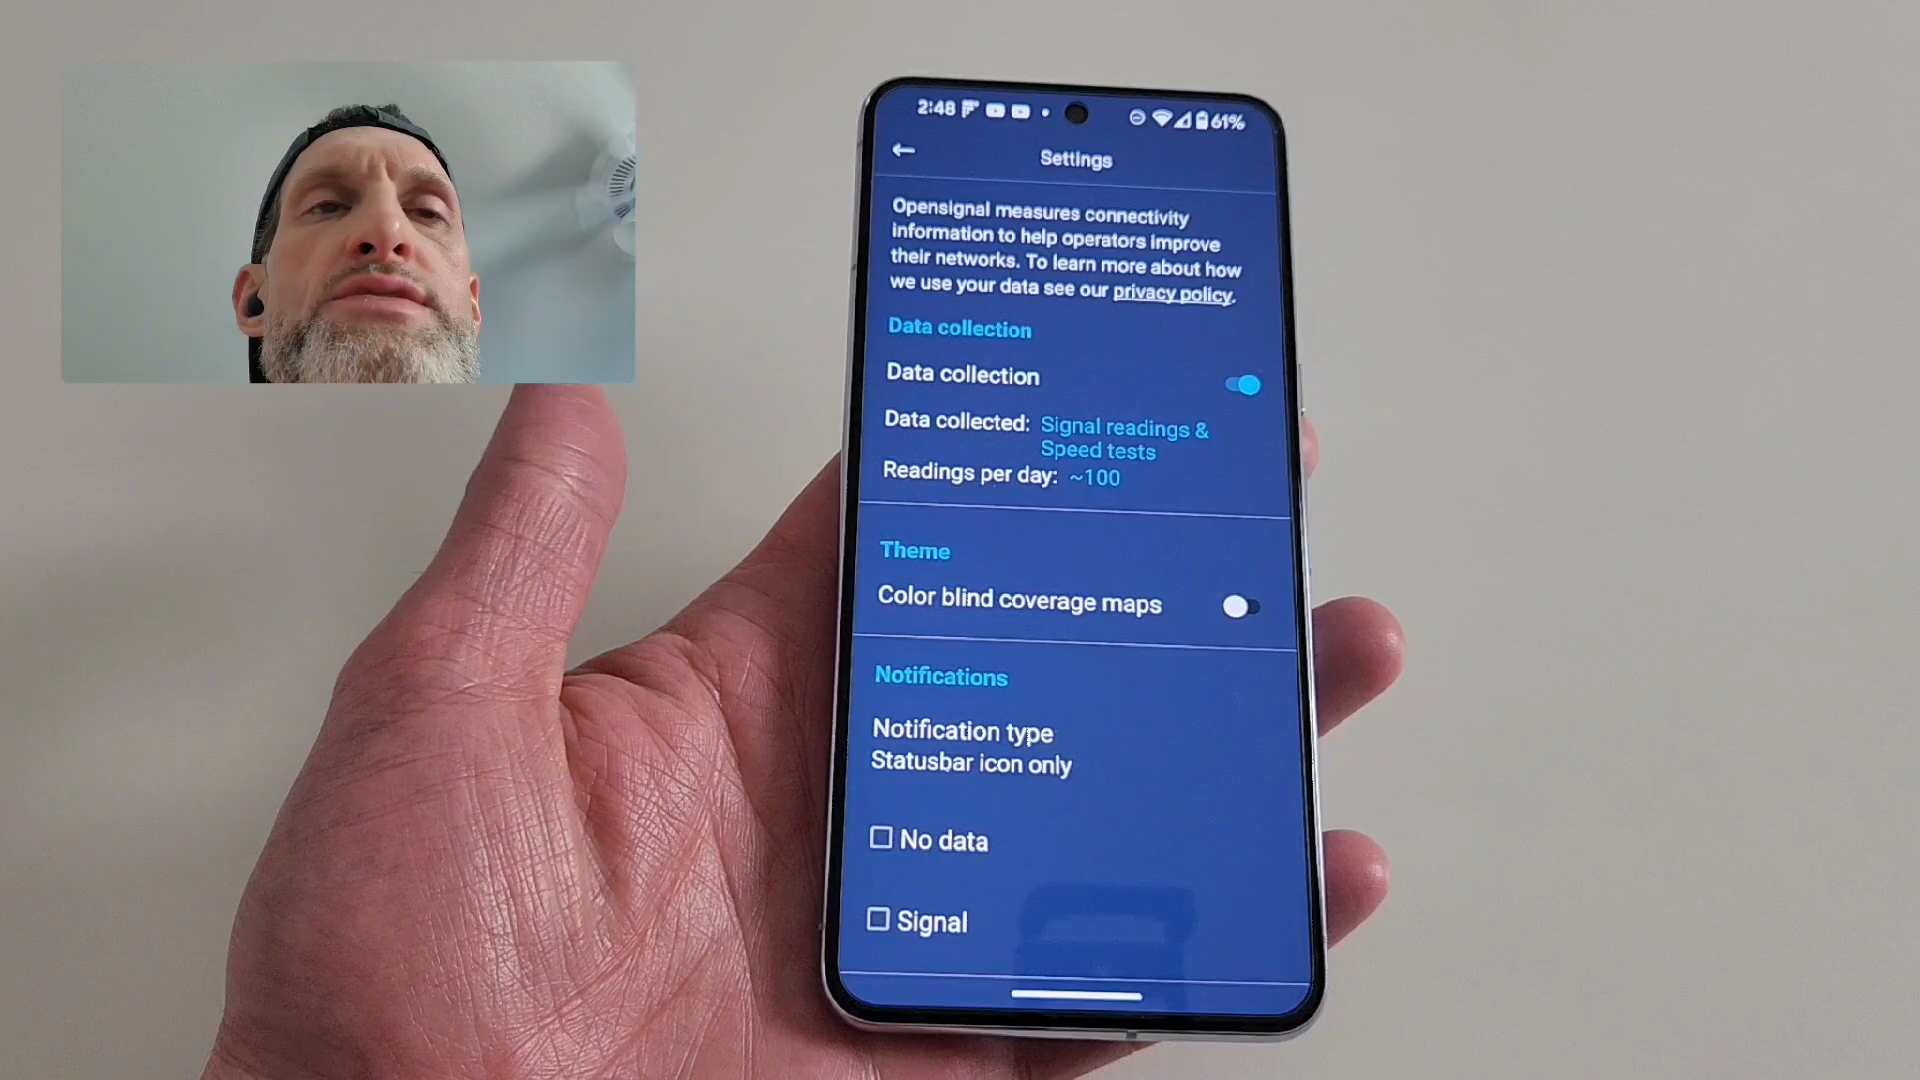 2:48
61%
Settings
Opensignal measures connectivity
information to help operators improve
their networks. To learn more about how
we use your data see our privacy policy.
Data collection
Data collection
Data collected: Signal readings &
Speed tests
Readings per day: ~100
Theme
Color blind coverage maps
Notifications
Notification type
Statusbar icon only
No data
Signal